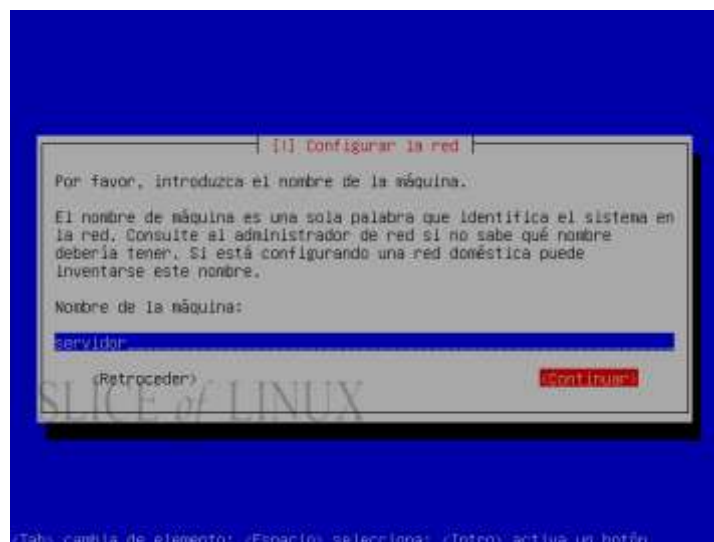 [!] Configurar la red
Por favor, introduzca el nombre de la máquina.
El nombre de máquina es una sola palabra que identifica el sistema en
la red. Consulte al administrador de red si no sabe qué nombre
debería tener. Si está configurando una red doméstica puede
inventarse este nombre.
Nombre de la máquina:
servidor
<Retroceder> <Continuar>
SLICE of LINUX
<Tab> cambia de elemento; <Espacio> selecciona; <Intro> activa un botón